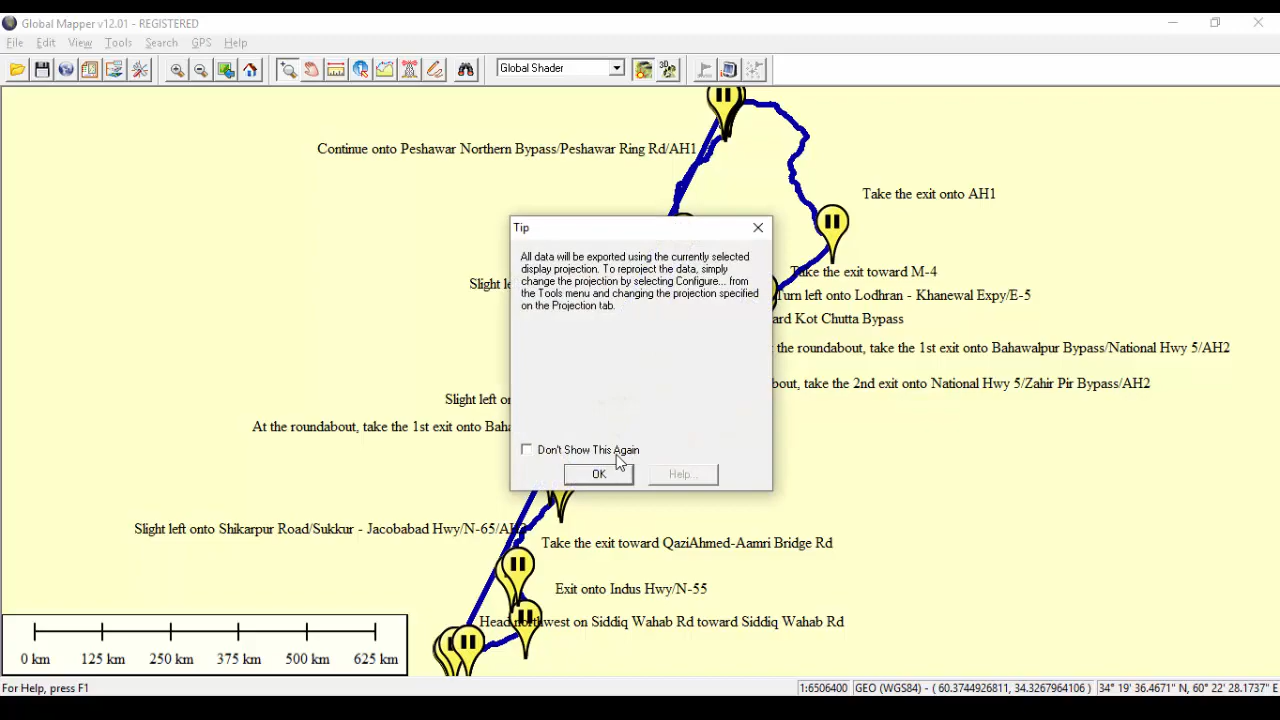 Global Mapper v12.01 - REGISTERED
File Edit View Tools Search GPS Help
Global Shader
3D
Continue onto Peshawar Northern Bypass/Peshawar Ring Rd/AH1
Take the exit onto AH1
Tip
All data will be exported using the currently selected
display projection. To reproject the data, simply
change the projection by selecting Configure... from
the Tools menu and changing the projection specified
on the Projection tab.
Take the exit toward M-4
Slight
Turn left onto Lodhran - Khanewal Expy/E-5
Kot Chutta Bypass
the roundabout, take the 1st exit onto Bahawalpur Bypass/National Hwy 5/AH2
take the 2nd exit onto National Hwy 5/Zahir Pir Bypass/AH2
Slight left
At the roundabout, take the 1st exit onto
Don't Show This Again
OK Help...
Slight left onto Shikarpur Road/Sukkur - Jacobabad Hwy/N-65/
Take the exit toward QaziAhmed-Aamri Bridge Rd
Exit onto Indus Hwy/N-55
Head northwest on Siddiq Wahab Rd toward Siddiq Wahab Rd
0 km 125 km 250 km 375 km 500 km 625 km
For Help, press F1
1:6506400 GEO (WGS84) - ( 60.3744926811, 34.3267964106 ) 34° 19' 36.4671" N, 60° 22' 28.1737" E